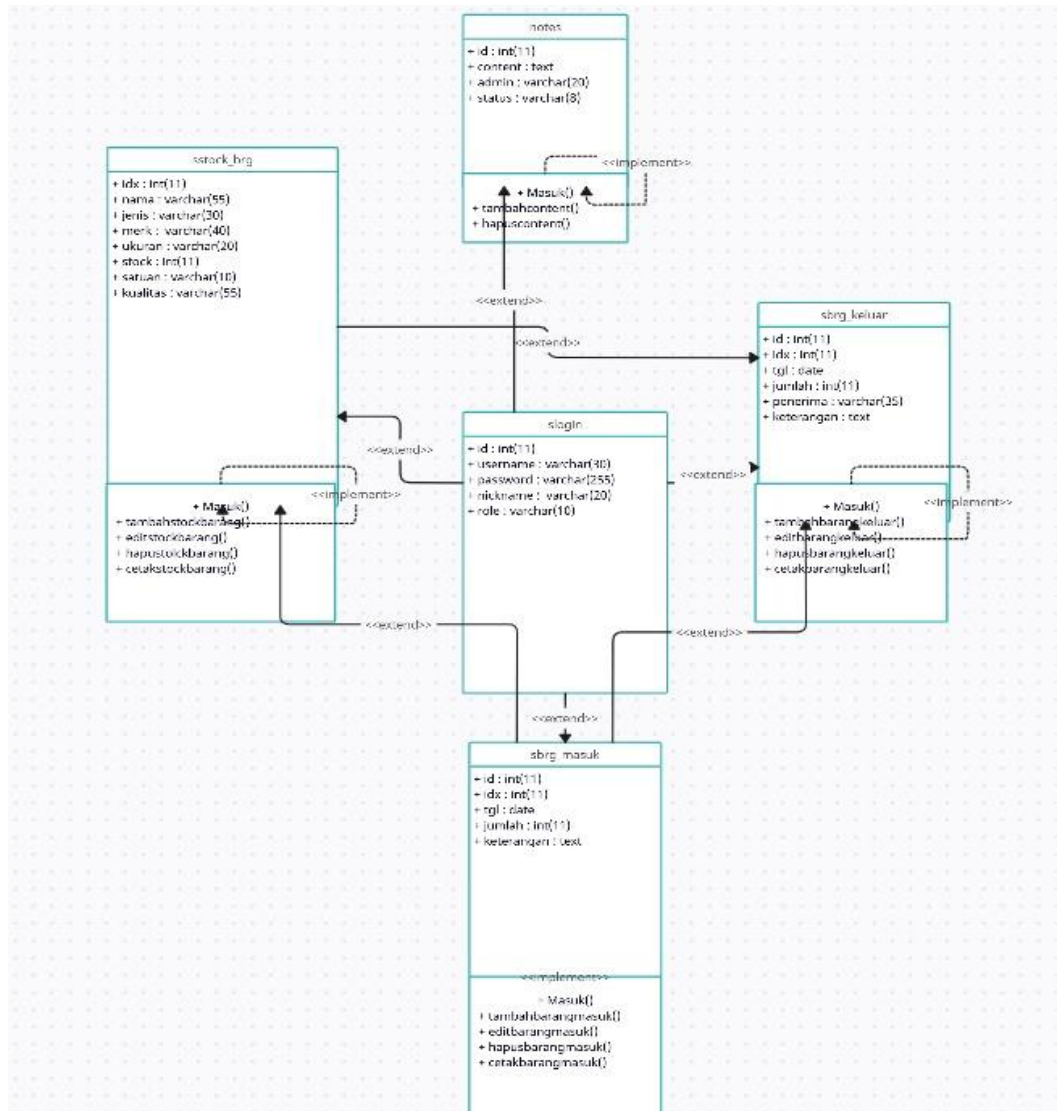 notes
+ id : int(11)
+ content : text
+ admin : varchar(20)
+ status : varchar(8)
<<implement>>
+ Masuk()
+ tambahcontent()
+ hapuscontent()
sstock_brg
+ idx : int(11)
+ nama : varchar(55)
+ jenis : varchar(30)
+ merk : varchar(40)
+ ukuran : varchar(20)
+ stock : int(11)
+ satuan : varchar(10)
+ kualitas : varchar(55)
<<implement>>
+ Masuk()
+ tambahstockbarang()
+ editstockbarang()
+ hapustolckbarang()
+ cetakstockbarang()
<<extend>>
<<extend>>
sbrg_keluar
+ id : int(11)
+ idx : int(11)
+ tgl : date
+ jumlah : int(11)
+ penerima : varchar(35)
+ keterangan : text
<<implement>>
+ Masuk()
+ tambahbarangkeluar()
+ editbarangkeluar()
+ hapusbarangkeluar()
+ cetakbarangkeluar()
<<extend>>
<<extend>>
slogin
+ id : int(11)
+ username : varchar(30)
+ password : varchar(255)
+ nickname : varchar(20)
+ role : varchar(10)
<<extend>>
<<extend>>
<<extend>>
sbrg_masuk
+ id : int(11)
+ idx : int(11)
+ tgl : date
+ jumlah : int(11)
+ keterangan : text
<<implement>>
+ Masuk()
+ tambahbarangmasuk()
+ editbarangmasuk()
+ hapusbarangmasuk()
+ cetakbarangmasuk()